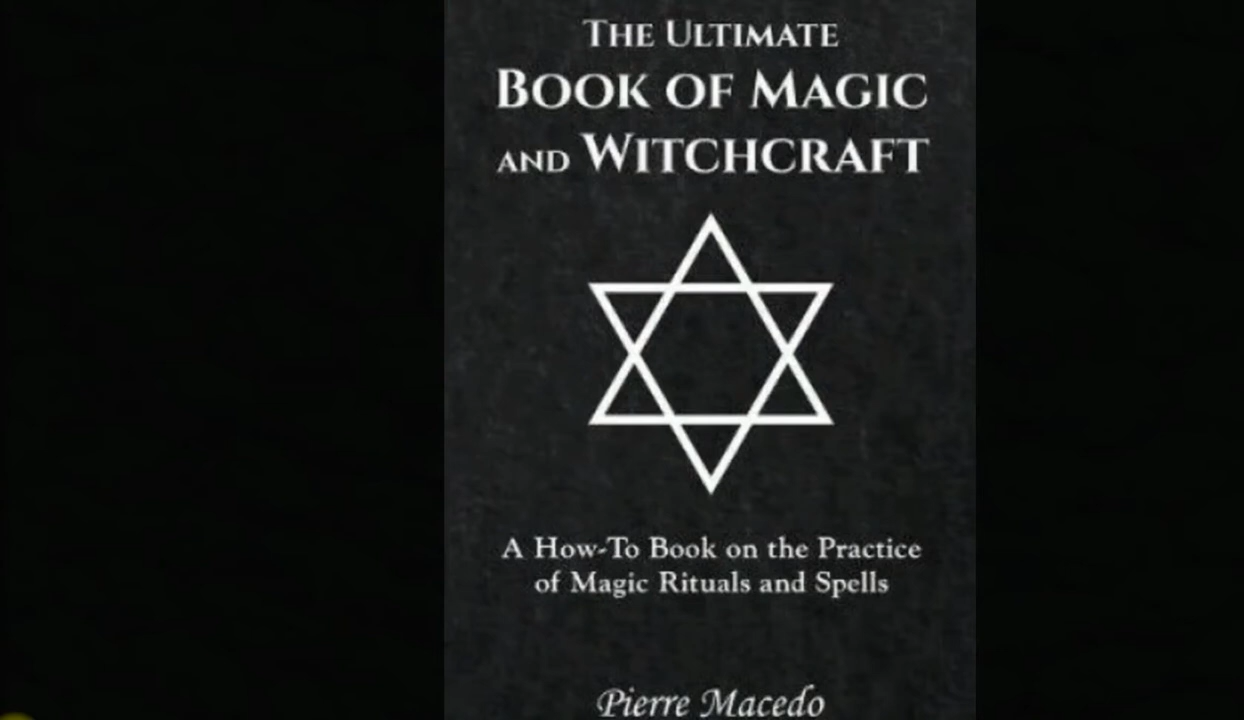 The Ultimate
Book of Magic
and Witchcraft
A How-To Book on the Practice
of Magic Rituals and Spells
Pierre Macedo